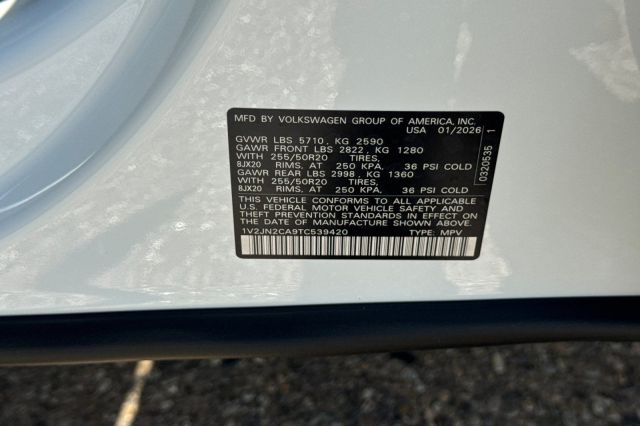 MFD BY VOLKSWAGEN GROUP OF AMERICA, INC.
USA 01/2026
GVWR LBS 5710, KG 2590
GAWR FRONT LBS 2822, KG 1280
WITH 255/50R20 TIRES,
8JX20 RIMS, AT 250 KPA, 36 PSI COLD
GAWR REAR LBS 2998, KG 1360
WITH 255/50R20 TIRES,
8JX20 RIMS, AT 250 KPA, 36 PSI COLD
THIS VEHICLE CONFORMS TO ALL APPLICABLE
U.S. FEDERAL MOTOR VEHICLE SAFETY AND
THEFT PREVENTION STANDARDS IN EFFECT ON
THE DATE OF MANUFACTURE SHOWN ABOVE.
1V2JN2CA9TC539420 TYPE: MPV
0320535 1